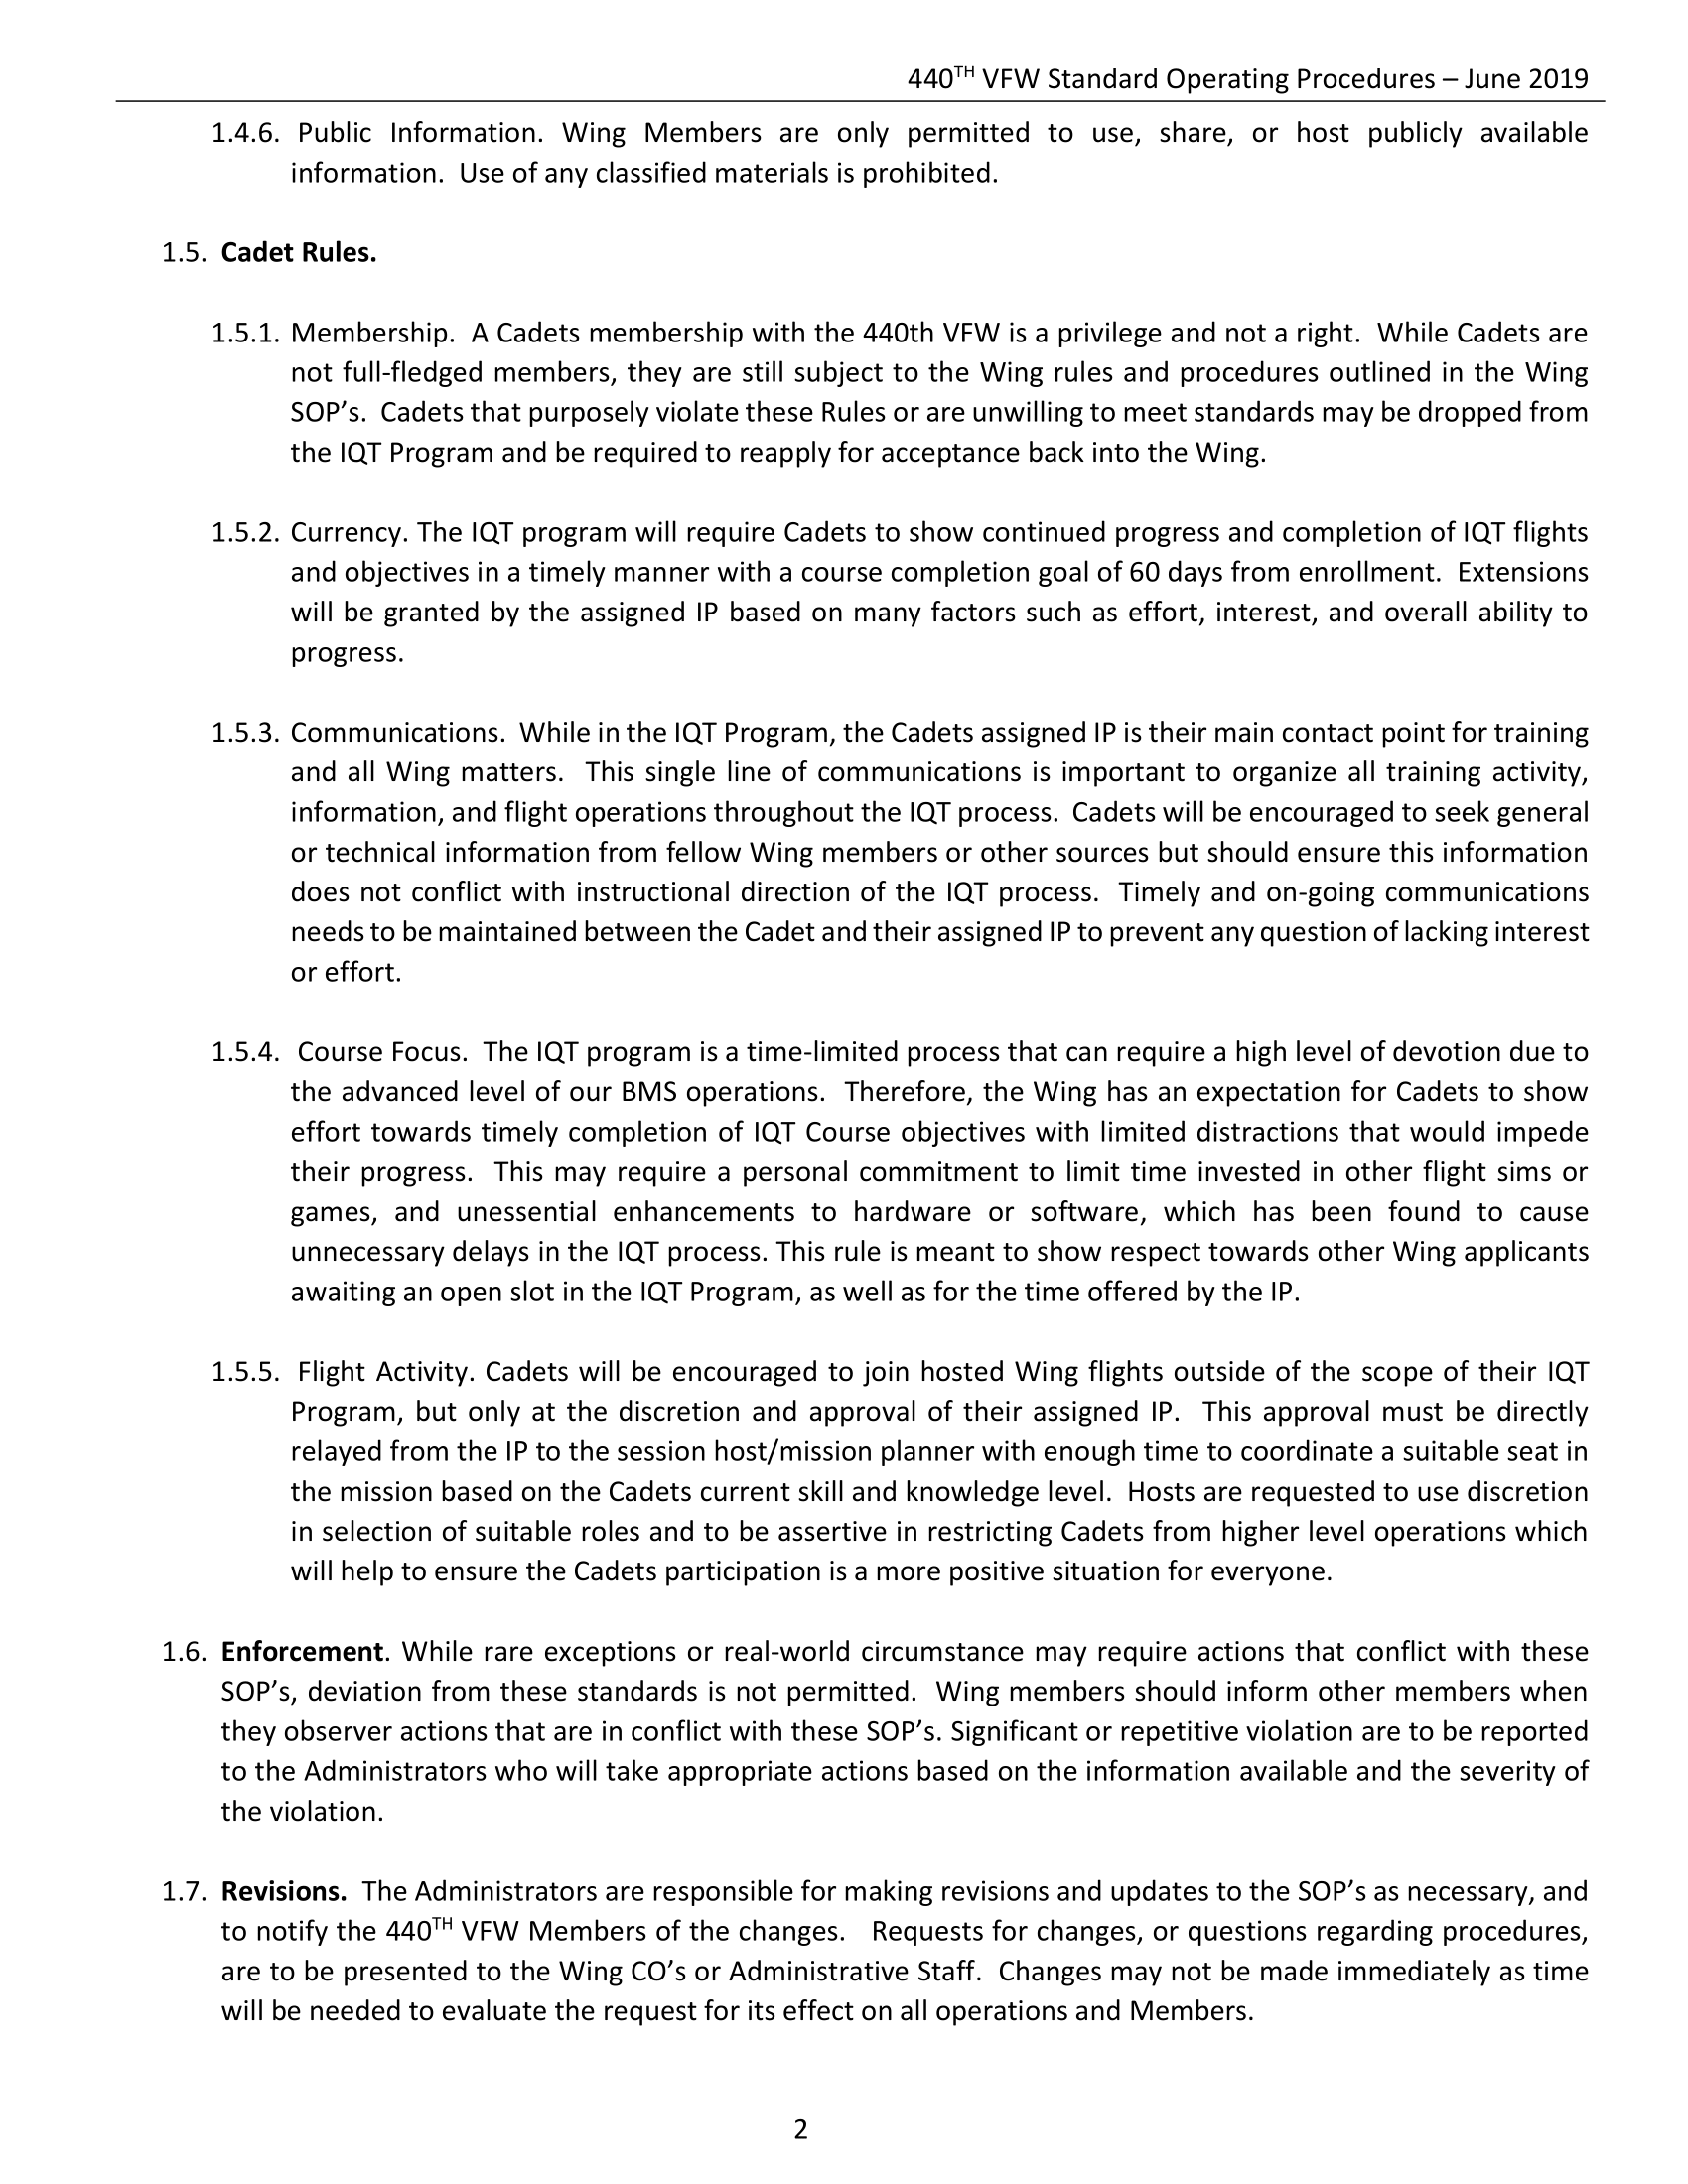 440TH VFW Standard Operating Procedures – June 2019
1.4.6. Public Information. Wing Members are only permitted to use, share, or host publicly available
information. Use of any classified materials is prohibited.
1.5. Cadet Rules.
1.5.1. Membership. A Cadets membership with the 440th VFW is a privilege and not a right. While Cadets are
not full-fledged members, they are still subject to the Wing rules and procedures outlined in the Wing
SOP’s. Cadets that purposely violate these Rules or are unwilling to meet standards may be dropped from
the IQT Program and be required to reapply for acceptance back into the Wing.
1.5.2. Currency. The IQT program will require Cadets to show continued progress and completion of IQT flights
and objectives in a timely manner with a course completion goal of 60 days from enrollment. Extensions
will be granted by the assigned IP based on many factors such as effort, interest, and overall ability to
progress.
1.5.3. Communications. While in the IQT Program, the Cadets assigned IP is their main contact point for training
and all Wing matters. This single line of communications is important to organize all training activity,
information, and flight operations throughout the IQT process. Cadets will be encouraged to seek general
or technical information from fellow Wing members or other sources but should ensure this information
does not conflict with instructional direction of the IQT process. Timely and on-going communications
needs to be maintained between the Cadet and their assigned IP to prevent any question of lacking interest
or effort.
1.5.4. Course Focus. The IQT program is a time-limited process that can require a high level of devotion due to
the advanced level of our BMS operations. Therefore, the Wing has an expectation for Cadets to show
effort towards timely completion of IQT Course objectives with limited distractions that would impede
their progress. This may require a personal commitment to limit time invested in other flight sims or
games, and unessential enhancements to hardware or software, which has been found to cause
unnecessary delays in the IQT process. This rule is meant to show respect towards other Wing applicants
awaiting an open slot in the IQT Program, as well as for the time offered by the IP.
1.5.5. Flight Activity. Cadets will be encouraged to join hosted Wing flights outside of the scope of their IQT
Program, but only at the discretion and approval of their assigned IP. This approval must be directly
relayed from the IP to the session host/mission planner with enough time to coordinate a suitable seat in
the mission based on the Cadets current skill and knowledge level. Hosts are requested to use discretion
in selection of suitable roles and to be assertive in restricting Cadets from higher level operations which
will help to ensure the Cadets participation is a more positive situation for everyone.
1.6. Enforcement. While rare exceptions or real-world circumstance may require actions that conflict with these
SOP’s, deviation from these standards is not permitted. Wing members should inform other members when
they observer actions that are in conflict with these SOP’s. Significant or repetitive violation are to be reported
to the Administrators who will take appropriate actions based on the information available and the severity of
the violation.
1.7. Revisions. The Administrators are responsible for making revisions and updates to the SOP’s as necessary, and
to notify the 440TH VFW Members of the changes. Requests for changes, or questions regarding procedures,
are to be presented to the Wing CO’s or Administrative Staff. Changes may not be made immediately as time
will be needed to evaluate the request for its effect on all operations and Members.
2